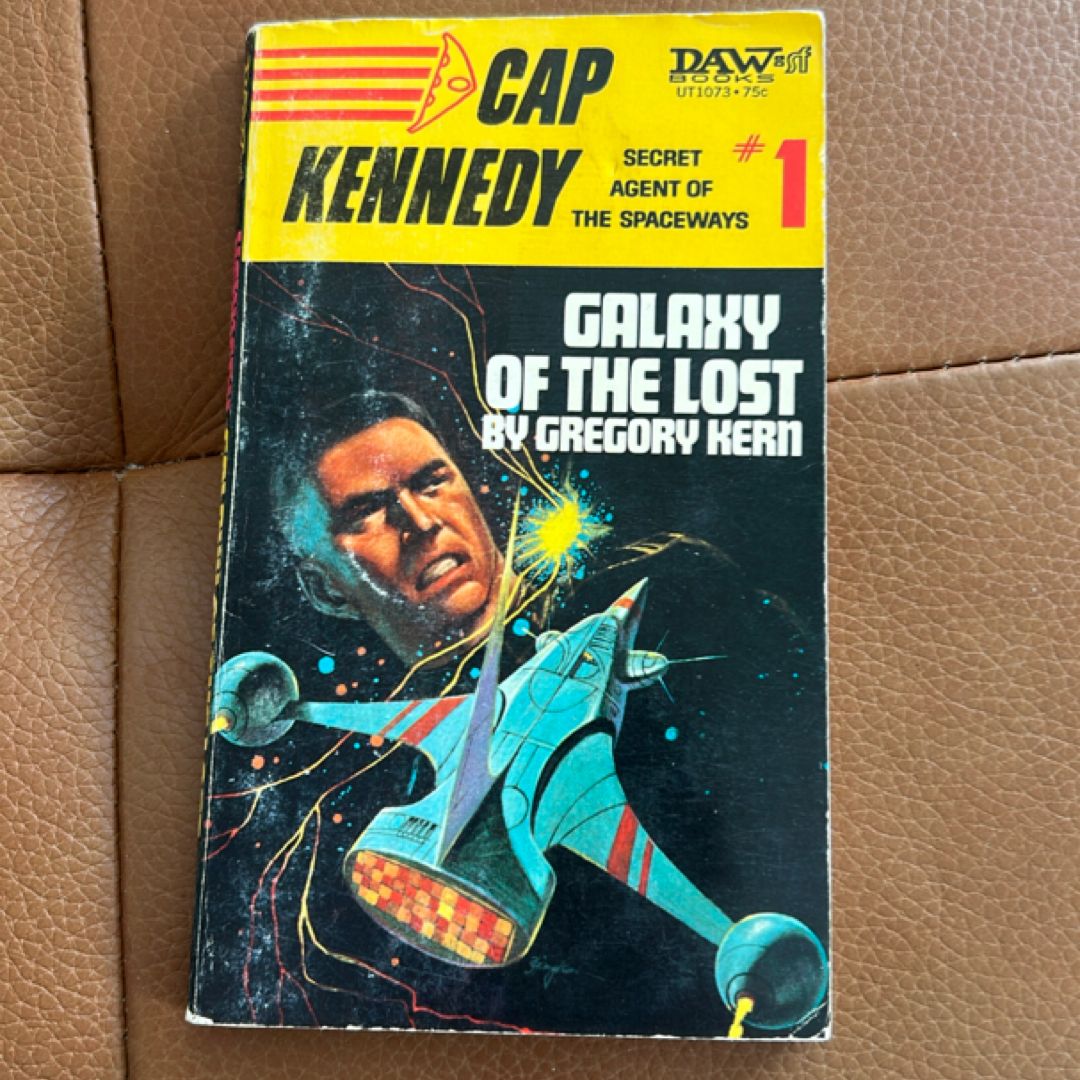 CAP
KENNEDY
DAW sf
BOOKS
UT1073 • 75c
SECRET
AGENT OF
THE SPACEWAYS
#1
GALAXY
OF THE LOST
BY GREGORY KERN